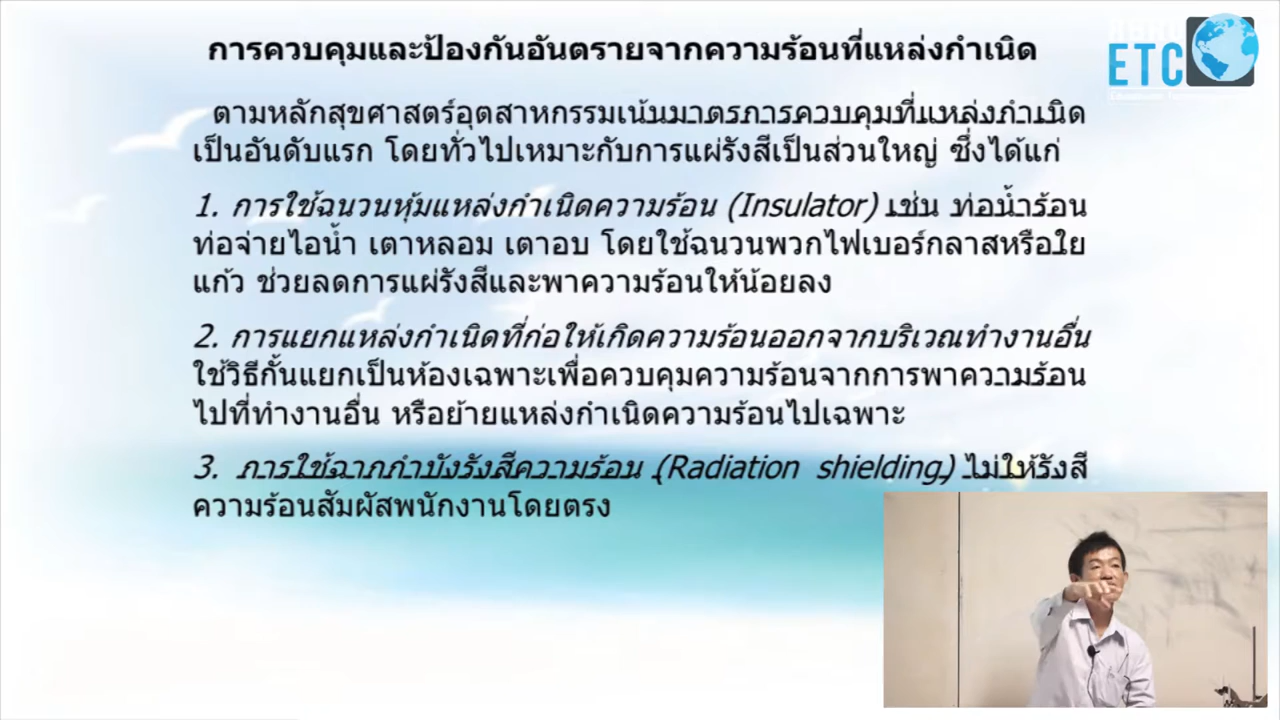 การควบคุมและป้องกันอันตรายจากความร้อนที่แหล่งกำเนิด
ETC
ตามหลักสุขศาสตร์อุตสาหกรรมเน้นมาตรการควบคุมที่แหล่งกำเนิด
เป็นอันดับแรก โดยทั่วไปเหมาะกับการแผ่รังสีเป็นส่วนใหญ่ ซึ่งได้แก่
1. การใช้ฉนวนหุ้มแหล่งกำเนิดความร้อน (Insulator) เช่น ท่อน้ำร้อน
ท่อจ่ายไอน้ำ เตาหลอม เตาอบ โดยใช้ฉนวนพวกไฟเบอร์กลาสหรือใย
แก้ว ช่วยลดการแผ่รังสีและพาความร้อนให้น้อยลง
2. การแยกแหล่งกำเนิดที่ก่อให้เกิดความร้อนออกจากบริเวณทำงานอื่น
ใช้วิธีกั้นแยกเป็นห้องเฉพาะเพื่อควบคุมความร้อนจากการพาความร้อน
ไปที่ทำงานอื่น หรือย้ายแหล่งกำเนิดความร้อนไปเฉพาะ
3. การใช้ฉากกำบังรังสีความร้อน (Radiation shielding) ไม่ให้รังสี
ความร้อนสัมผัสพนักงานโดยตรง